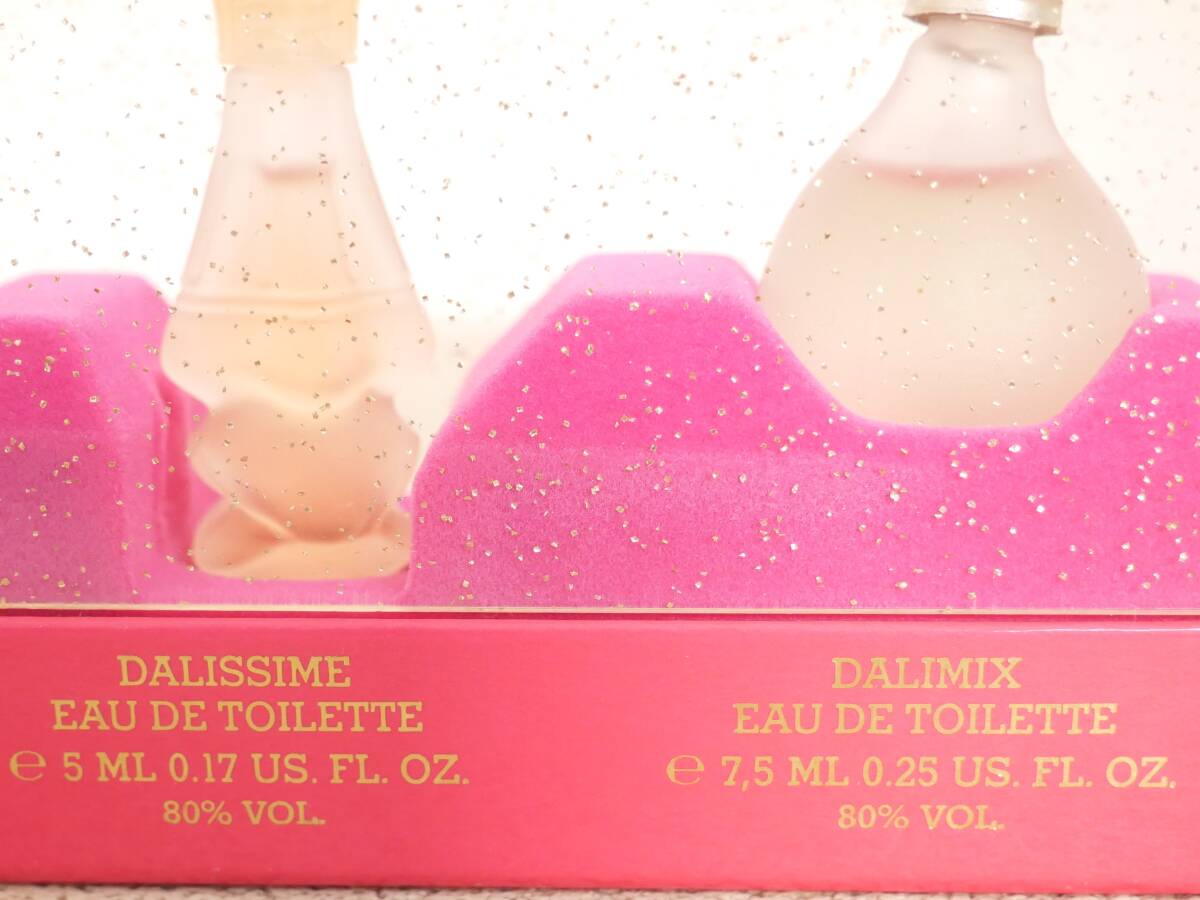 DALISSIME
EAU DE TOILETTE
℮ 5 ML 0.17 US. FL. OZ.
80% VOL.
DALIMIX
EAU DE TOILETTE
℮ 7,5 ML 0.25 US. FL. OZ.
80% VOL.